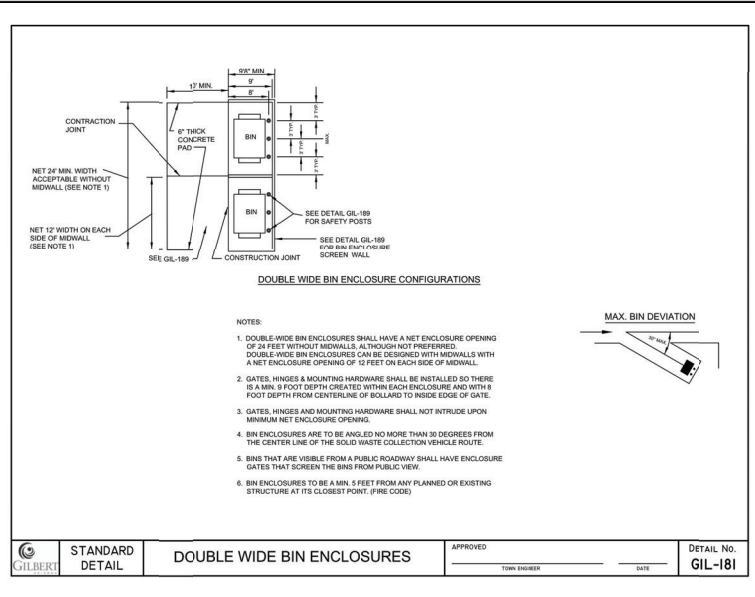 9'8" MIN
9'
8'
13' MIN.
3' TYP.
3' TYP.
3' TYP.
3' TYP.
MAX.
CONTRACTION
JOINT
6" THICK
CONCRETE
PAD
BIN
NET 24' MIN. WIDTH
ACCEPTABLE WITHOUT
MIDWALL (SEE NOTE 1)
BIN
NET 12' WIDTH ON EACH
SIDE OF MIDWALL
(SEE NOTE 1)
SEE DETAIL GIL-189
FOR SAFETY POSTS
SEE DETAIL GIL-189
FOR BIN ENCLOSURE
SCREEN WALL
SEE GIL-189
CONSTRUCTION JOINT
DOUBLE WIDE BIN ENCLOSURE CONFIGURATIONS
MAX. BIN DEVIATION
30° MAX.
NOTES:
1. DOUBLE-WIDE BIN ENCLOSURES SHALL HAVE A NET ENCLOSURE OPENING
OF 24 FEET WITHOUT MIDWALLS, ALTHOUGH NOT PREFERRED.
DOUBLE-WIDE BIN ENCLOSURES CAN BE DESIGNED WITH MIDWALLS WITH
A NET ENCLOSURE OPENING OF 12 FEET ON EACH SIDE OF MIDWALL.
2. GATES, HINGES & MOUNTING HARDWARE SHALL BE INSTALLED SO THERE
IS A MIN. 9 FOOT DEPTH CREATED WITHIN EACH ENCLOSURE AND WITH 8
FOOT DEPTH FROM CENTERLINE OF BOLLARD TO INSIDE EDGE OF GATE.
3. GATES, HINGES AND MOUNTING HARDWARE SHALL NOT INTRUDE UPON
MINIMUM NET ENCLOSURE OPENING.
4. BIN ENCLOSURES ARE TO BE ANGLED NO MORE THAN 30 DEGREES FROM
THE CENTER LINE OF THE SOLID WASTE COLLECTION VEHICLE ROUTE.
5. BINS THAT ARE VISIBLE FROM A PUBLIC ROADWAY SHALL HAVE ENCLOSURE
GATES THAT SCREEN THE BINS FROM PUBLIC VIEW.
6. BIN ENCLOSURES TO BE A MIN. 5 FEET FROM ANY PLANNED OR EXISTING
STRUCTURE AT ITS CLOSEST POINT. (FIRE CODE)
GILBERT
ARIZONA
STANDARD
DETAIL
DOUBLE WIDE BIN ENCLOSURES
APPROVED
TOWN ENGINEER
DATE
DETAIL NO.
GIL-181